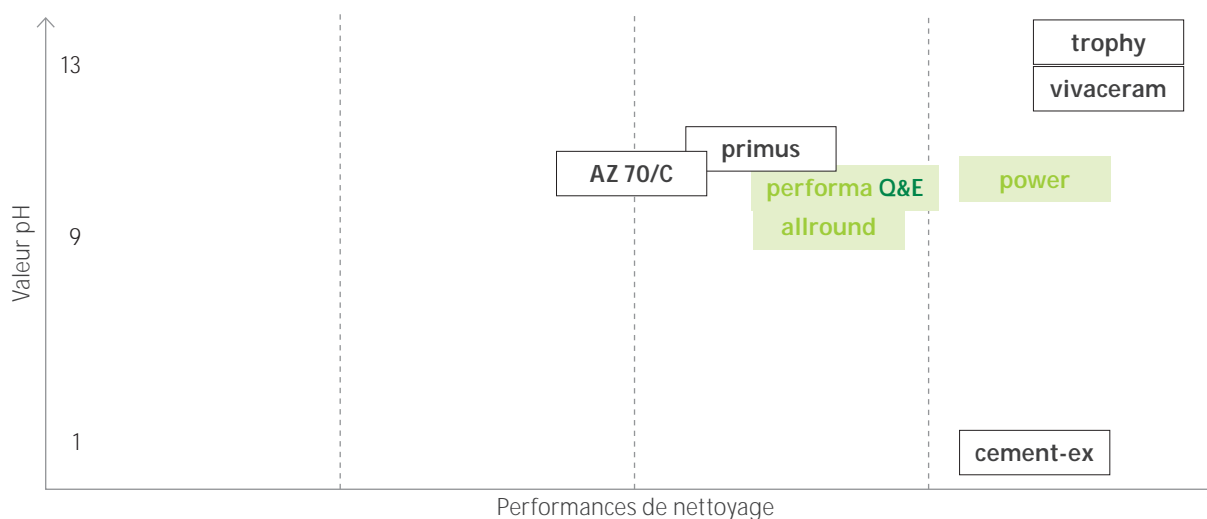 trophy
13
vivaceram
primus
AZ 70/C
performa Q&E
power
allround
9
Valeur pH
1
cement-ex
Performances de nettoyage